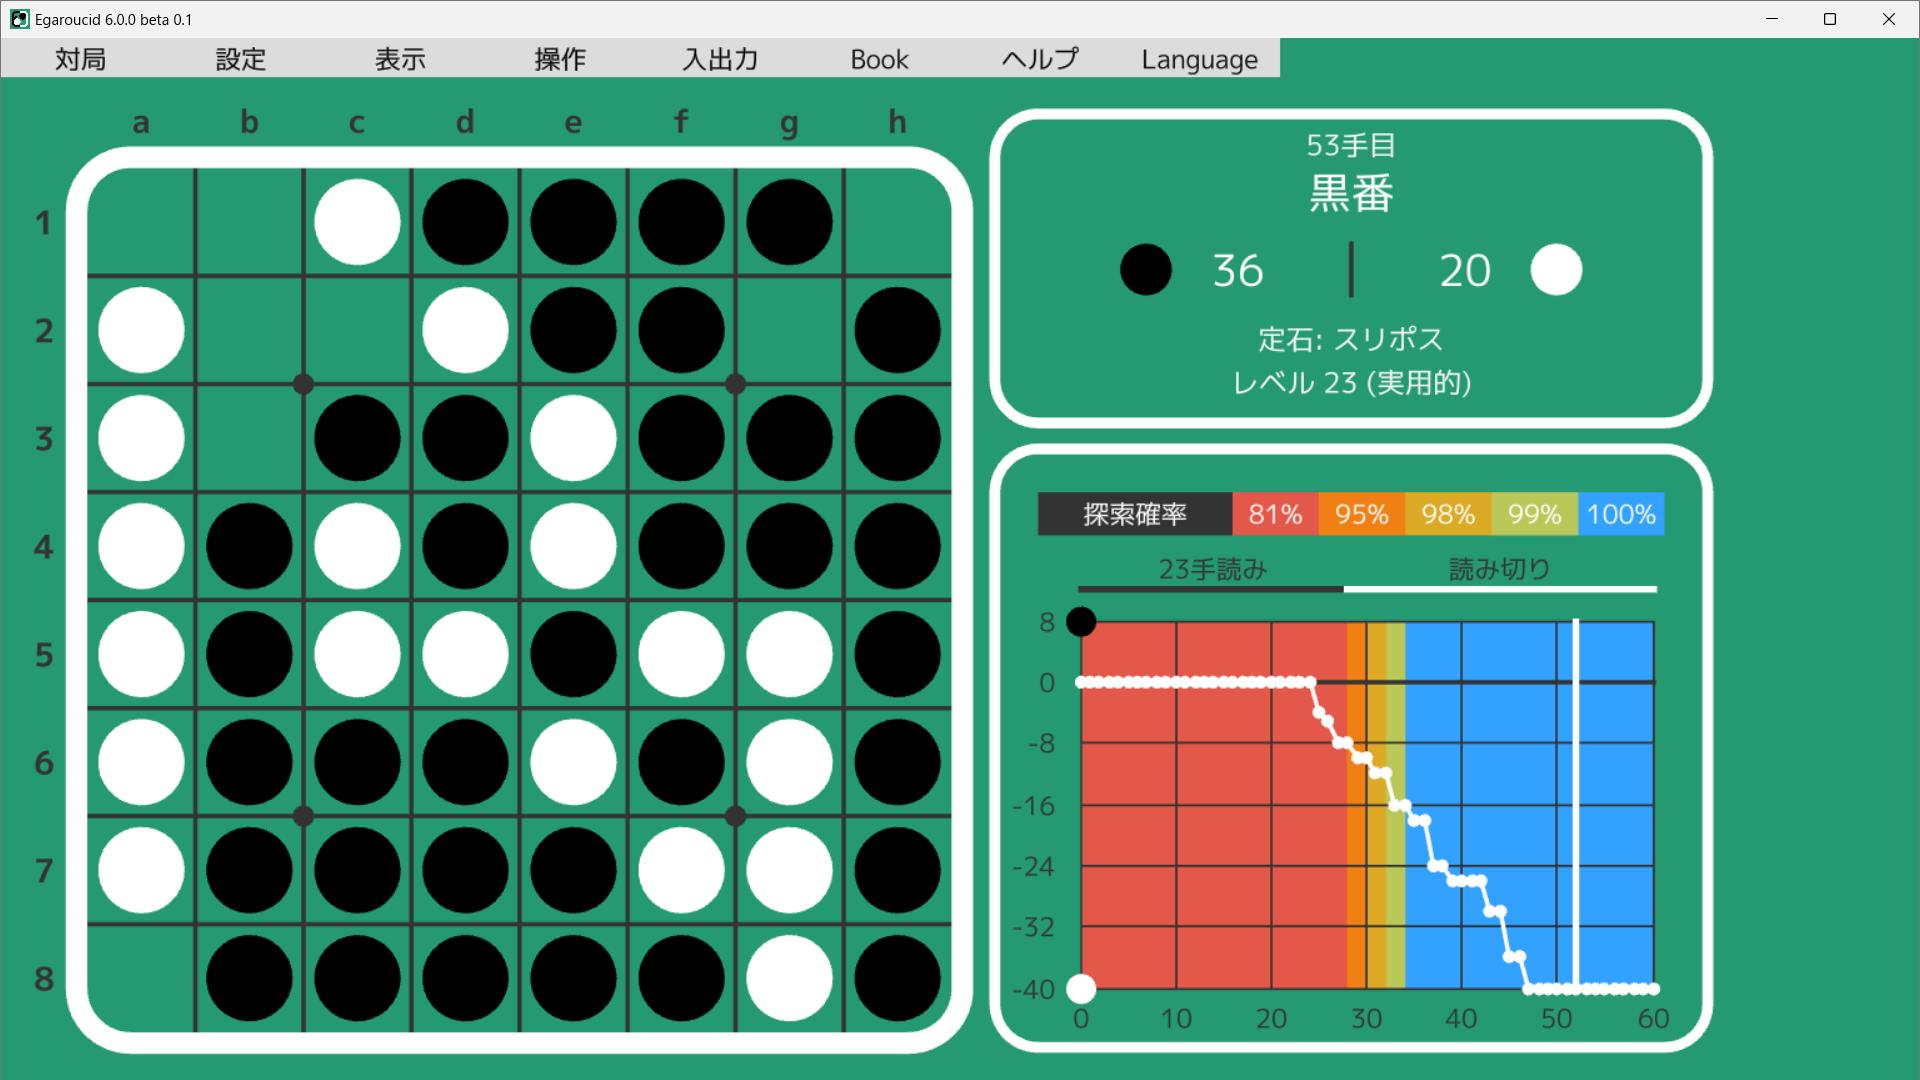 Egaroucid 6.0.0 beta 0.1
対局 設定 表示 操作 入出力 Book ヘルプ Language
a b c d e f g h
1
2
3
4
5
6
7
8
53手目
黒番
36 20
定石: スリポス
レベル 23 (実用的)
探索確率 81% 95% 98% 99% 100%
23手読み 読み切り
8
0
-8
-16
-24
-32
-40
0 10 20 30 40 50 60